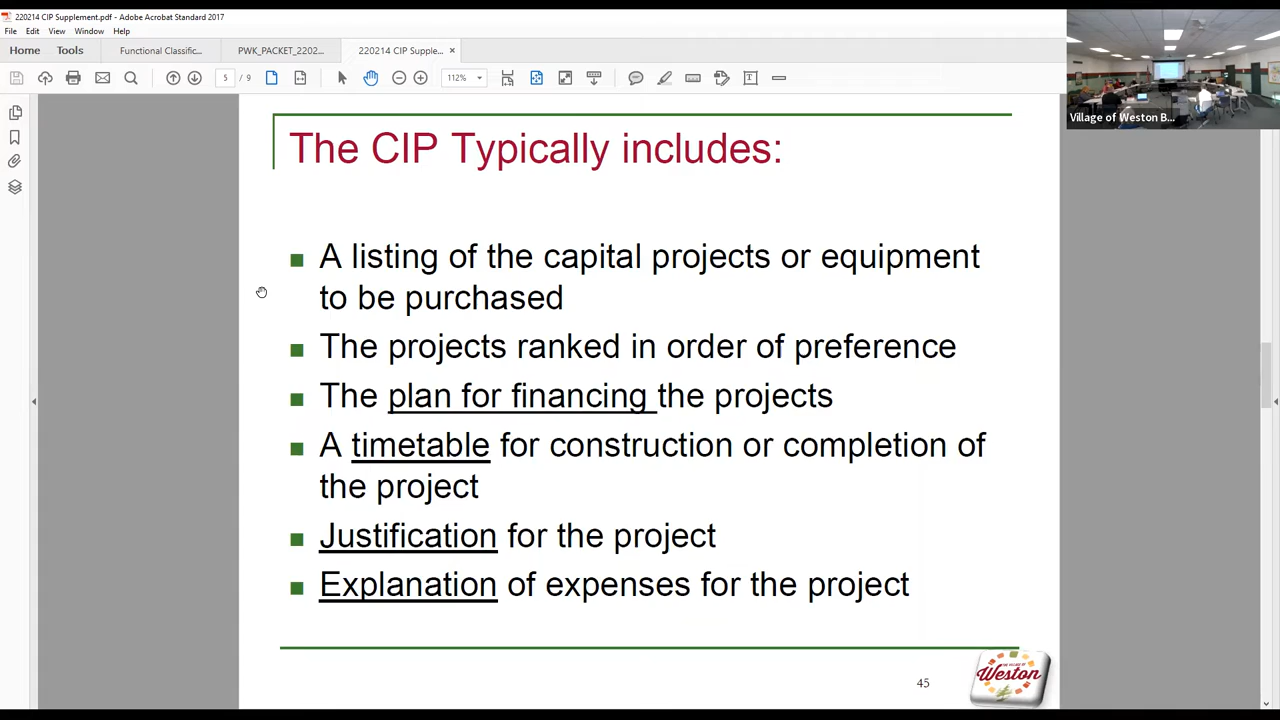 220214 CIP Supplement.pdf - Adobe Acrobat Standard 2017
File Edit View Window Help
Home Tools Functional Classific... PWK_PACKET_2202... 220214 CIP Supple... ×
5 / 9 112%
Village of Weston B...
The CIP Typically includes:
A listing of the capital projects or equipment
to be purchased
The projects ranked in order of preference
The plan for financing the projects
A timetable for construction or completion of
the project
Justification for the project
Explanation of expenses for the project
45
THE VILLAGE OF
Weston